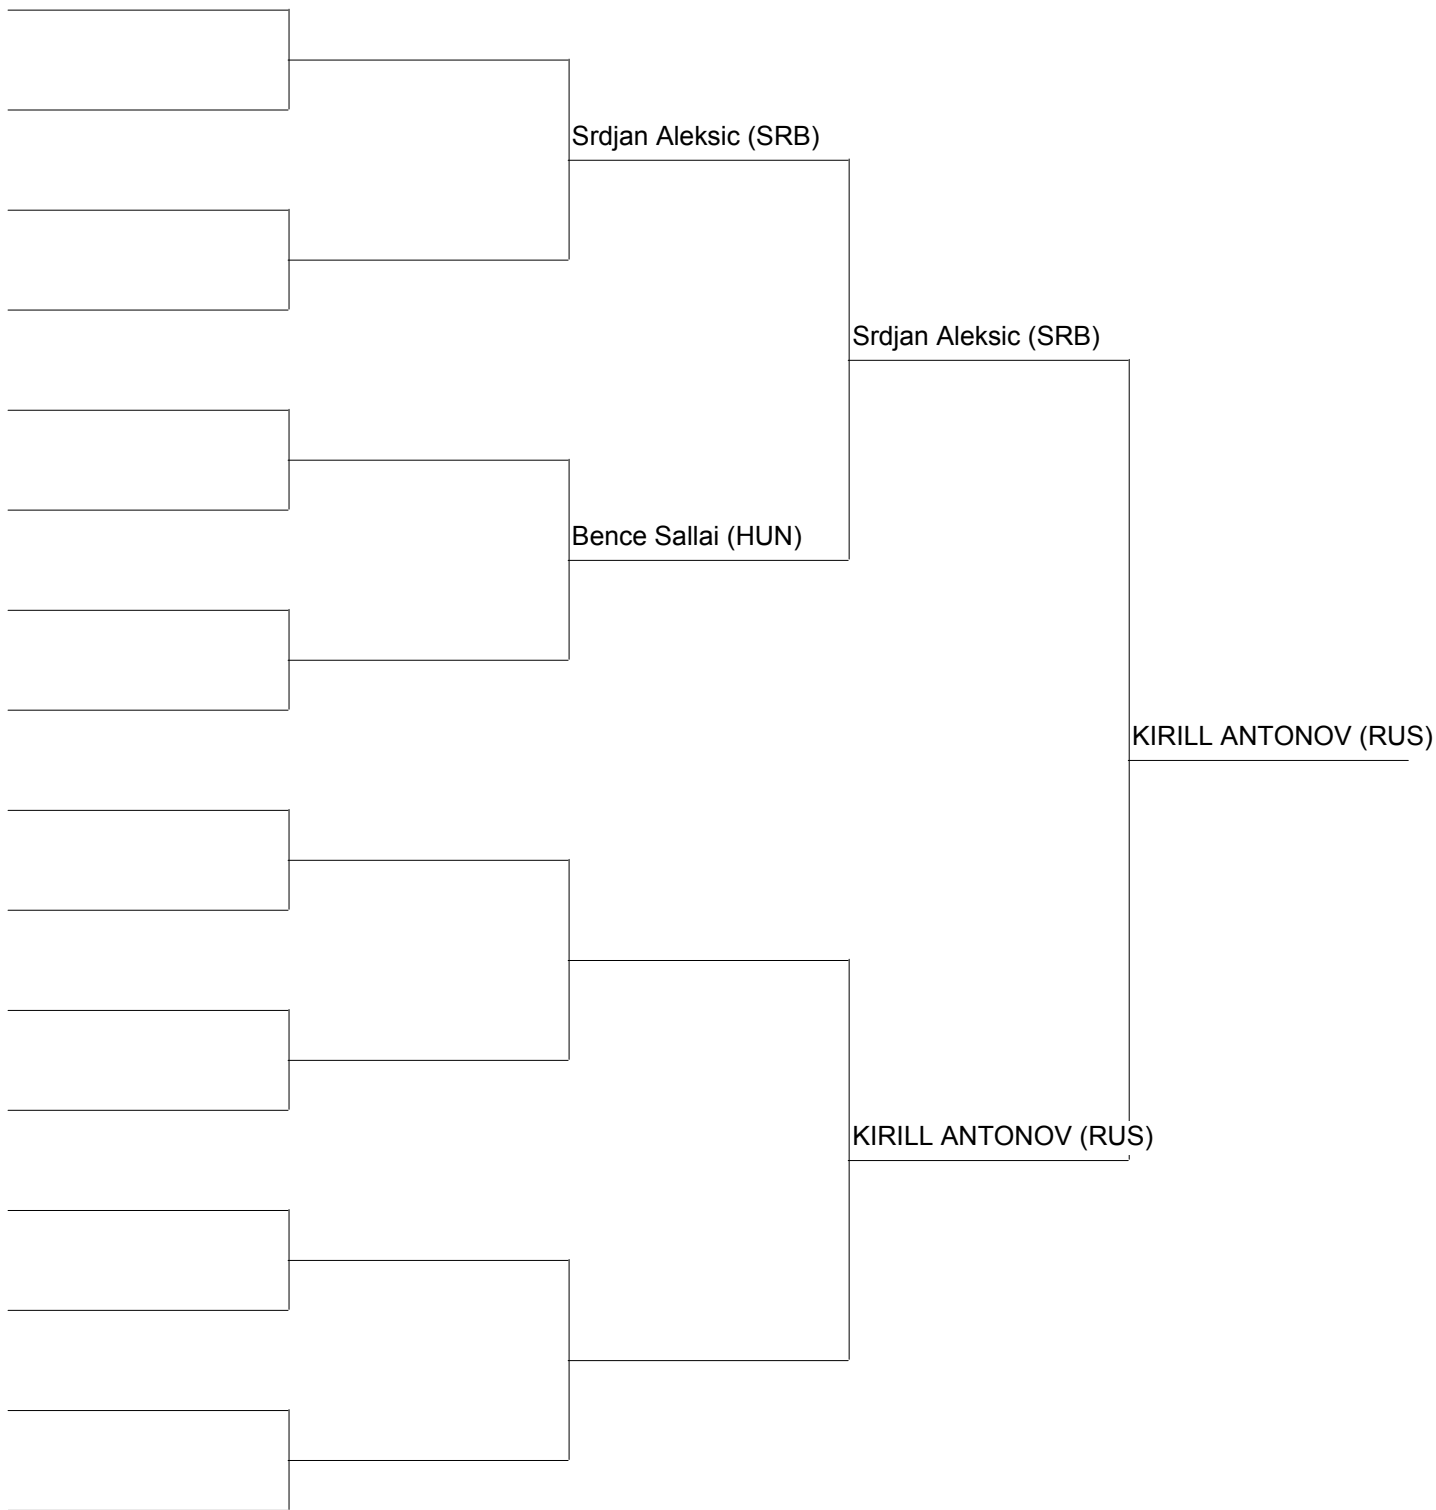 Srdjan Aleksic (SRB)
Srdjan Aleksic (SRB)
Bence Sallai (HUN)
KIRILL ANTONOV (RUS)
KIRILL ANTONOV (RUS)